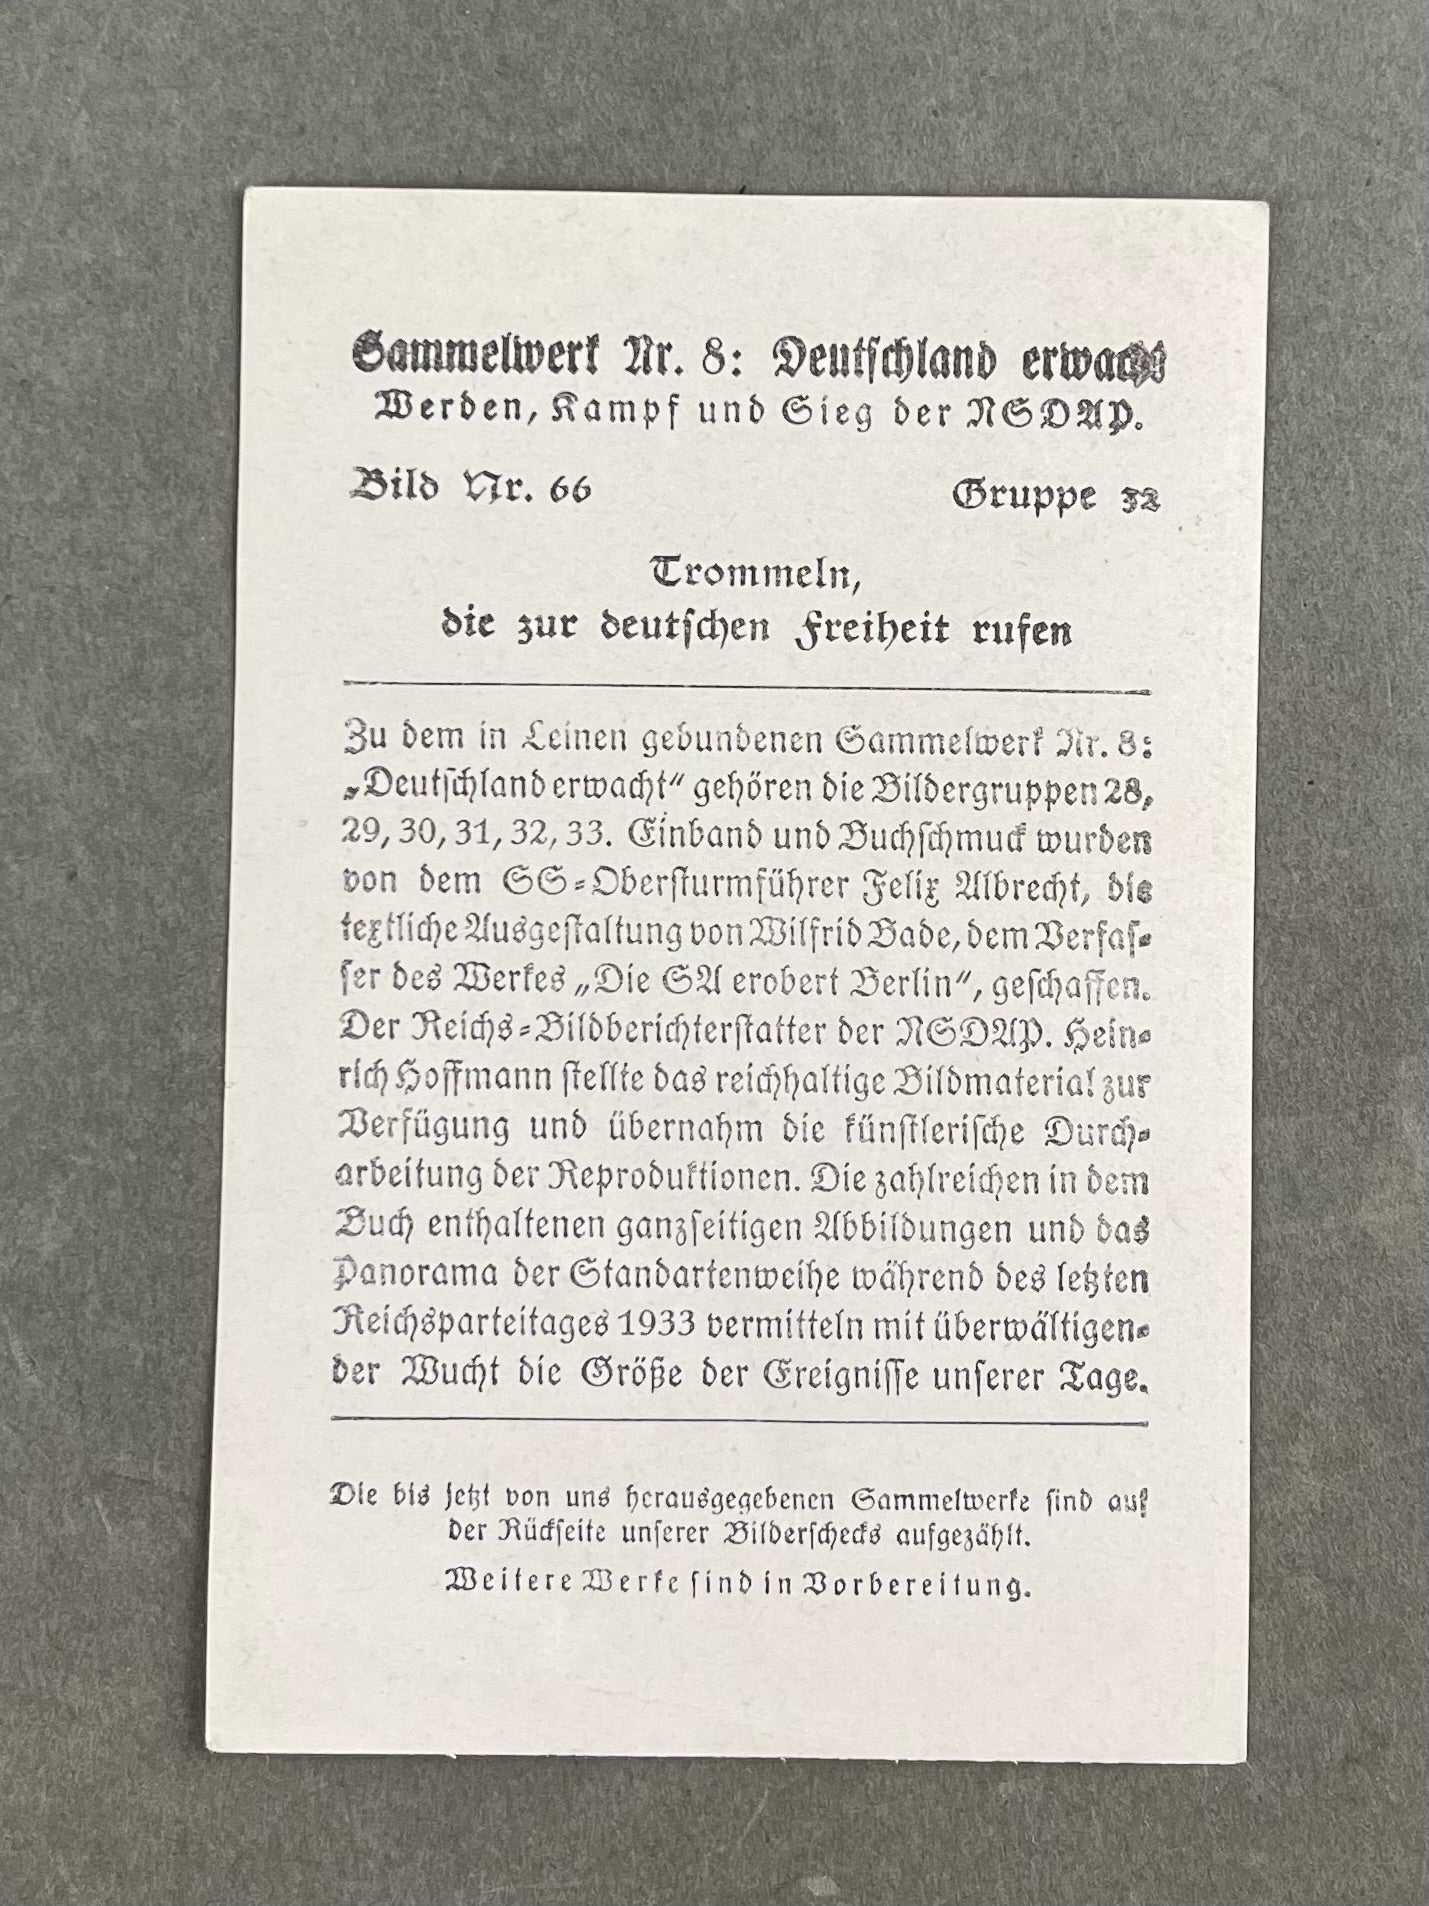 Sammelwerk Nr. 8: Deutschland erwacht
Werden, Kampf und Sieg der NSDAP.
Bild Nr. 66 Gruppe 32
Trommeln,
die zur deutschen Freiheit rufen
Zu dem in Leinen gebundenen Sammelwerk Nr. 8:
„Deutschland erwacht“ gehören die Bildergruppen 28,
29, 30, 31, 32, 33. Einband und Buchschmuck wurden
von dem SS-Obersturmführer Felix Albrecht, die
textliche Ausgestaltung von Wilfrid Bade, dem Verfas-
ser des Werkes „Die SA erobert Berlin“, geschaffen.
Der Reichs-Bildberichterstatter der NSDAP. Hein-
rich Hoffmann stellte das reichhaltige Bildmaterial zur
Verfügung und übernahm die künstlerische Durch-
arbeitung der Reproduktionen. Die zahlreichen in dem
Buch enthaltenen ganzseitigen Abbildungen und das
Panorama der Standartenweihe während des letzten
Reichsparteitages 1933 vermitteln mit überwältigen-
der Wucht die Größe der Ereignisse unserer Tage.
Die bis jetzt von uns herausgegebenen Sammelwerke sind auf
der Rückseite unserer Bilderschecks aufgezählt.
Weitere Werke sind in Vorbereitung.